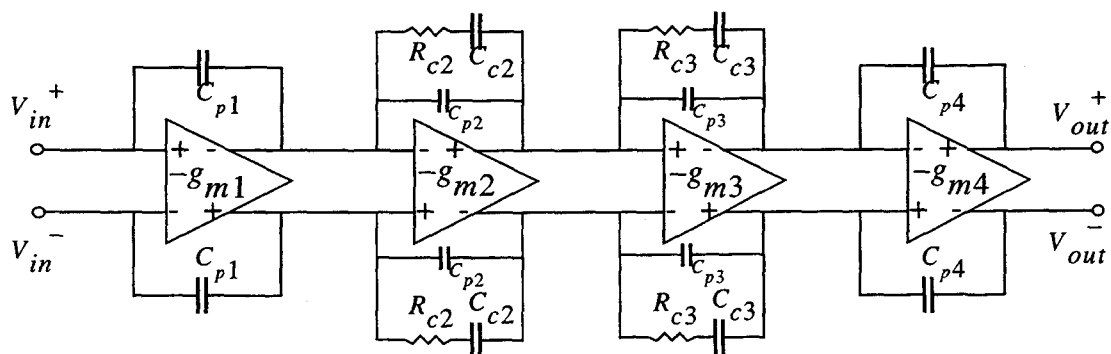 R_c2 C_c2 R_c3 C_c3
C_p1 C_p2 C_p3 C_p4
V_in^+ V_out^+
+ - - + - + + -
-g_m1 -g_m2 -g_m3 -g_m4
- + + - + - - +
V_in^- V_out^-
C_p1 C_p2 C_p3 C_p4
R_c2 C_c2 R_c3 C_c3